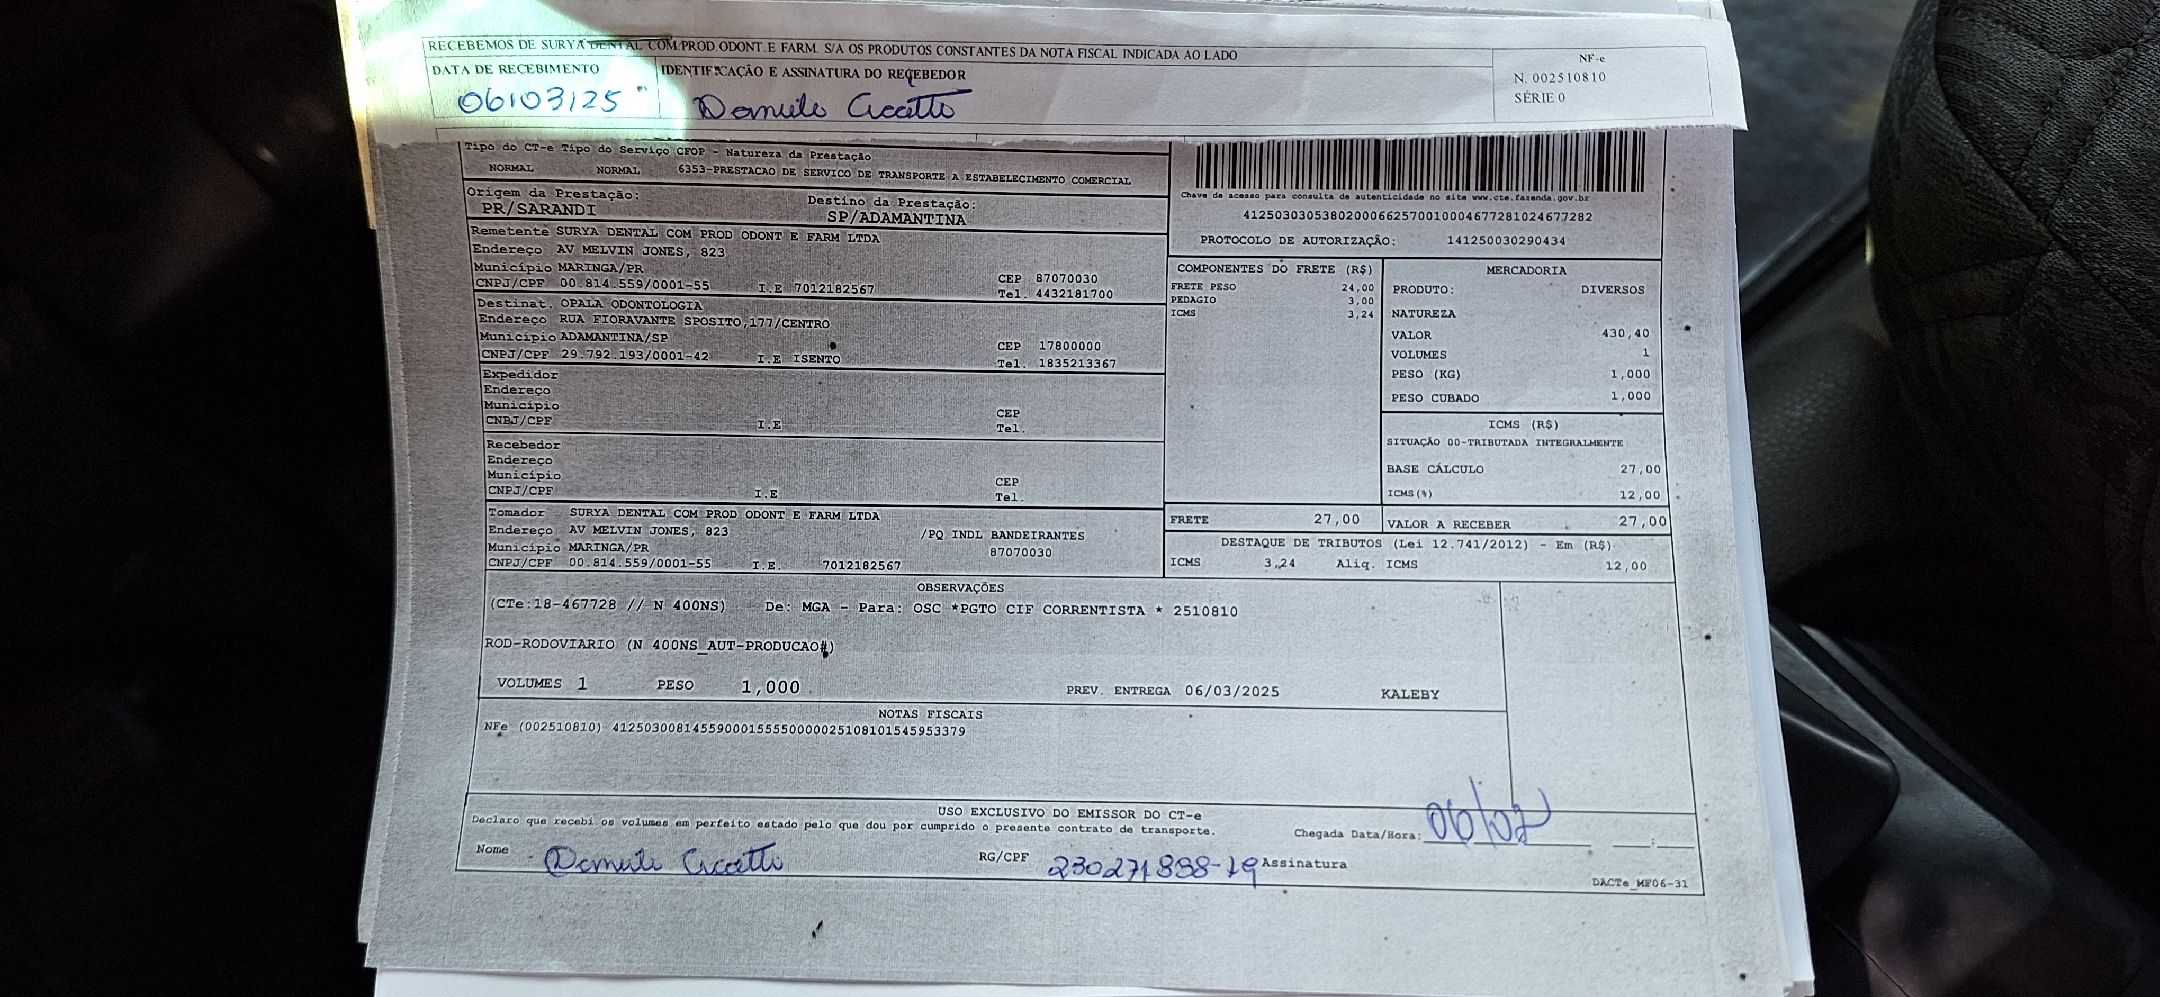 RECEBEMOS DE SURYA DENTAL COM.PROD.ODONT.E FARM. S/A OS PRODUTOS CONSTANTES DA NOTA FISCAL INDICADA AO LADO
DATA DE RECEBIMENTO IDENTIFICAÇÃO E ASSINATURA DO RECEBEDOR
06/03/25
NF-e
N. 002510810
SÉRIE 0
Tipo do CT-e Tipo do Serviço CFOP - Natureza da Prestação
NORMAL NORMAL 6353-PRESTACAO DE SERVICO DE TRANSPORTE A ESTABELECIMENTO COMERCIAL
Origem da Prestação: Destino da Prestação:
PR/SARANDI SP/ADAMANTINA
Remetente SURYA DENTAL COM PROD ODONT E FARM LTDA
Endereço AV MELVIN JONES, 823
Município MARINGA/PR CEP 87070030
CNPJ/CPF 00.814.559/0001-55 I.E 7012182567 Tel. 4432181700
Destinat. OPALA ODONTOLOGIA
Endereço RUA FIORAVANTE SPOSITO,177/CENTRO
Município ADAMANTINA/SP CEP 17800000
CNPJ/CPF 29.792.193/0001-42 I.E ISENTO Tel. 1835213367
Expedidor
Endereço
Município CEP
CNPJ/CPF I.E Tel.
Recebedor
Endereço
Município CEP
CNPJ/CPF I.E Tel.
Tomador SURYA DENTAL COM PROD ODONT E FARM LTDA
Endereço AV MELVIN JONES, 823 /PQ INDL BANDEIRANTES
Município MARINGA/PR 87070030
CNPJ/CPF 00.814.559/0001-55 I.E. 7012182567
Chave de acesso para consulta de autenticidade no site www.cte.fazenda.gov.br
41250303053802000662570010004677281024677282
PROTOCOLO DE AUTORIZAÇÃO: 141250030290434
COMPONENTES DO FRETE (R$)
FRETE PESO 24,00
PEDAGIO 3,00
ICMS 3,24
MERCADORIA
PRODUTO: DIVERSOS
NATUREZA
VALOR 430,40
VOLUMES 1
PESO (KG) 1,000
PESO CUBADO 1,000
ICMS (R$)
SITUAÇÃO 00-TRIBUTADA INTEGRALMENTE
BASE CÁLCULO 27,00
ICMS(%) 12,00
FRETE 27,00 VALOR A RECEBER 27,00
DESTAQUE DE TRIBUTOS (Lei 12.741/2012) - Em (R$)
ICMS 3,24 Aliq. ICMS 12,00
OBSERVAÇÕES
(CTe:18-467728 // N 400NS) De: MGA - Para: OSC *PGTO CIF CORRENTISTA * 2510810
ROD-RODOVIARIO (N 400NS_AUT-PRODUCAO#)
VOLUMES 1 PESO 1,000 PREV. ENTREGA 06/03/2025 KALEBY
NOTAS FISCAIS
NFe (002510810) 41250300814559000155550000025108101545953379
USO EXCLUSIVO DO EMISSOR DO CT-e
Declaro que recebi os volumes em perfeito estado pelo que dou por cumprido o presente contrato de transporte.
Chegada Data/Hora: __:__
Nome RG/CPF 230271898-19 Assinatura
DACTe_MF06-31